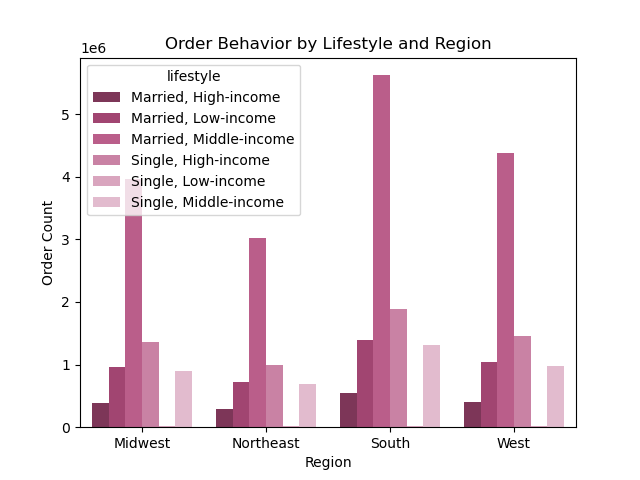 Order Behavior by Lifestyle and Region
1e6
lifestyle
Married, High-income
Married, Low-income
Married, Middle-income
Single, High-income
Single, Low-income
Single, Middle-income
5
4
3
2
1
0
Order Count
Midwest Northeast South West
Region